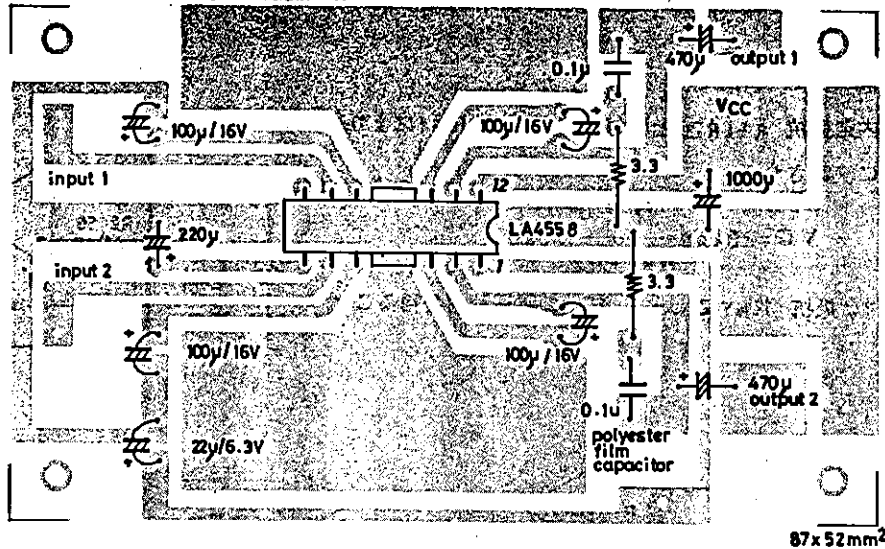 470μ output 1
0.1μ
Vcc
100μ/16V
100μ/16V
3.3
1000μ
input 1
12
LA4558
220μ
input 2
1
3.3
100μ/16V
100μ/16V
470μ
output 2
0.1μ
22μ/6.3V
polyester
film
capacitor
87x52mm²